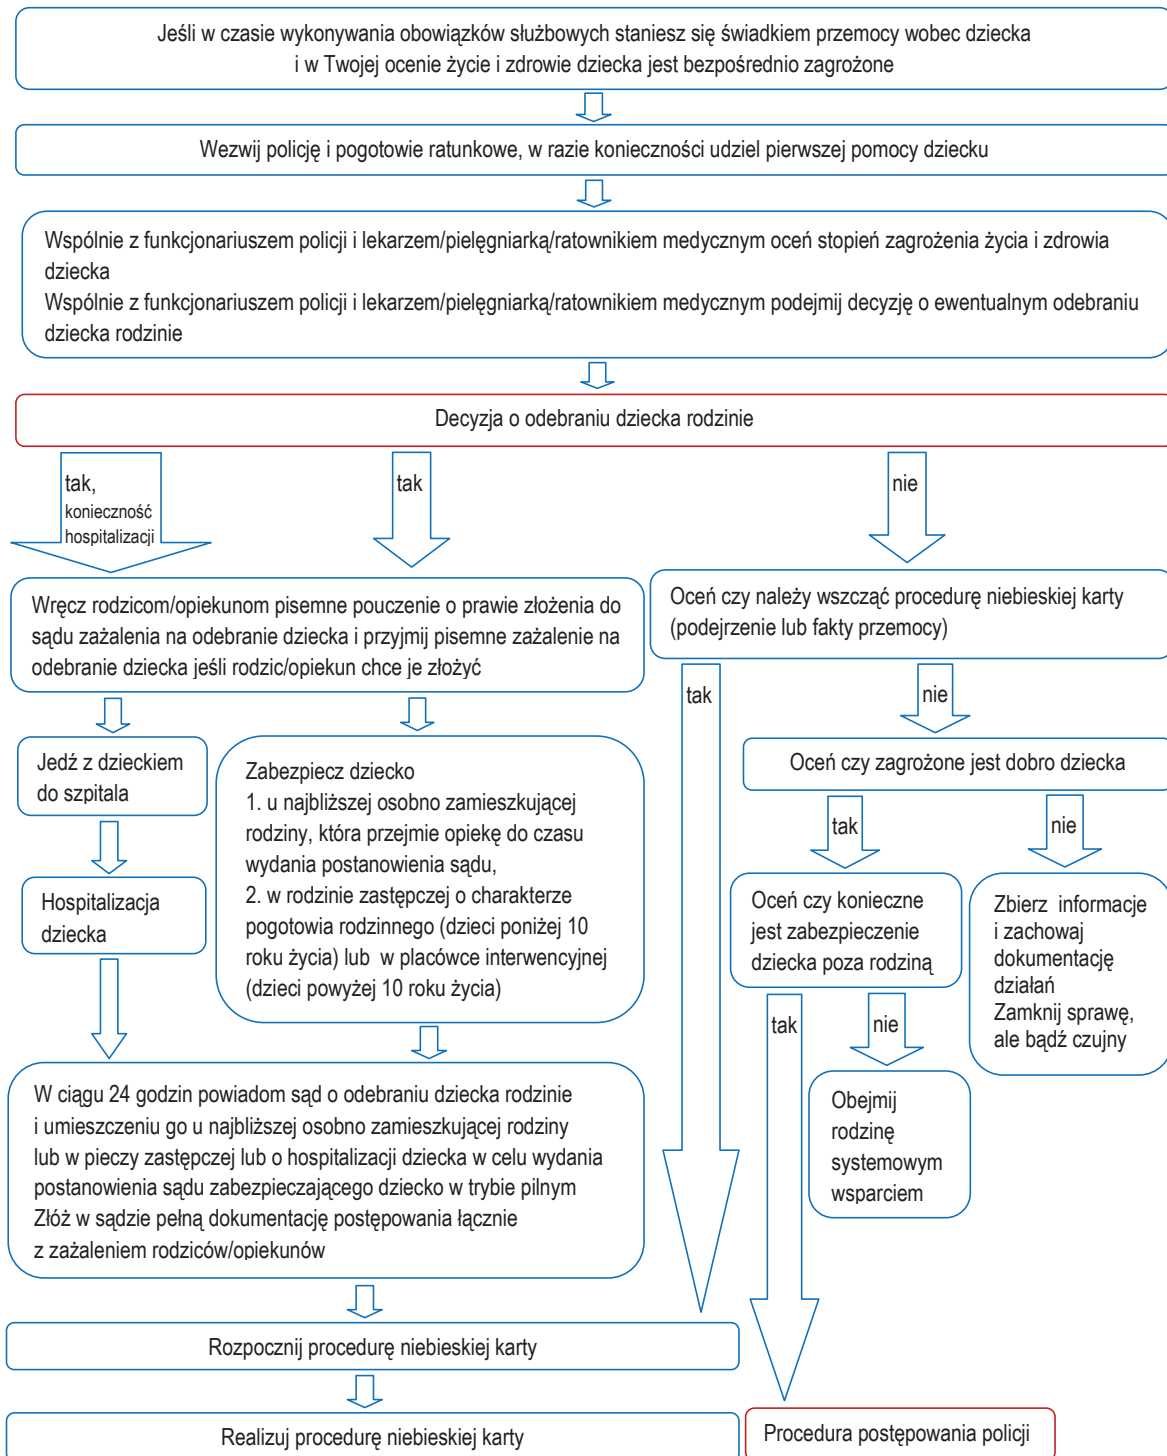 Jeśli w czasie wykonywania obowiązków służbowych staniesz się świadkiem przemocy wobec dziecka
i w Twojej ocenie życie i zdrowie dziecka jest bezpośrednio zagrożone
Wezwij policję i pogotowie ratunkowe, w razie konieczności udziel pierwszej pomocy dziecku
Wspólnie z funkcjonariuszem policji i lekarzem/pielęgniarką/ratownikiem medycznym oceń stopień zagrożenia życia i zdrowia
dziecka
Wspólnie z funkcjonariuszem policji i lekarzem/pielęgniarką/ratownikiem medycznym podejmij decyzję o ewentualnym odebraniu
dziecka rodzinie
Decyzja o odebraniu dziecka rodzinie
tak,
konieczność
hospitalizacji
tak
nie
Wręcz rodzicom/opiekunom pisemne pouczenie o prawie złożenia do
sądu zażalenia na odebranie dziecka i przyjmij pisemne zażalenie na
odebranie dziecka jeśli rodzic/opiekun chce je złożyć
Oceń czy należy wszcząć procedurę niebieskiej karty
(podejrzenie lub fakty przemocy)
tak
nie
Jedź z dzieckiem
do szpitala
Zabezpiecz dziecko
1. u najbliższej osobno zamieszkującej
rodziny, która przejmie opiekę do czasu
wydania postanowienia sądu,
2. w rodzinie zastępczej o charakterze
pogotowia rodzinnego (dzieci poniżej 10
roku życia) lub w placówce interwencyjnej
(dzieci powyżej 10 roku życia)
Oceń czy zagrożone jest dobro dziecka
tak
nie
Hospitalizacja
dziecka
Oceń czy konieczne
jest zabezpieczenie
dziecka poza rodziną
Zbierz informacje
i zachowaj
dokumentację
działań
Zamknij sprawę,
ale bądź czujny
tak
nie
W ciągu 24 godzin powiadom sąd o odebraniu dziecka rodzinie
i umieszczeniu go u najbliższej osobno zamieszkującej rodziny
lub w pieczy zastępczej lub o hospitalizacji dziecka w celu wydania
postanowienia sądu zabezpieczającego dziecko w trybie pilnym
Złóż w sądzie pełną dokumentację postępowania łącznie
z zażaleniem rodziców/opiekunów
Obejmij
rodzinę
systemowym
wsparciem
Rozpocznij procedurę niebieskiej karty
Realizuj procedurę niebieskiej karty
Procedura postępowania policji